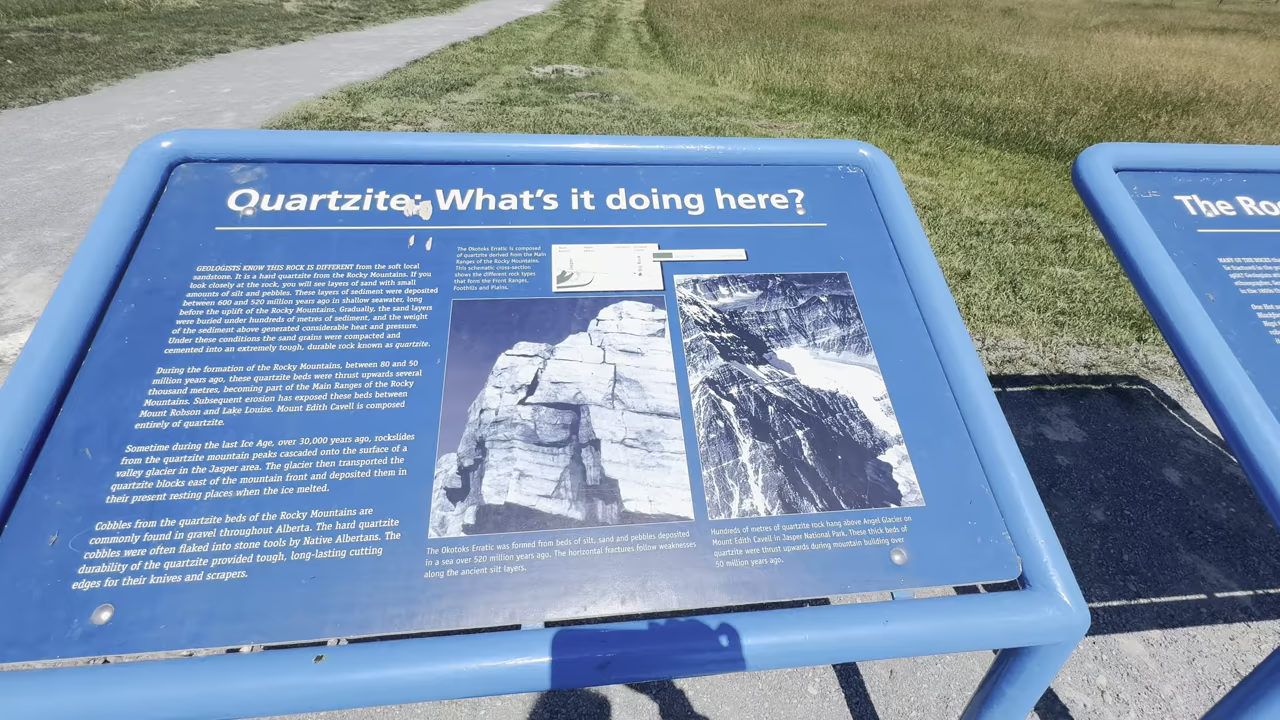 Quartzite: What's it doing here?
GEOLOGISTS KNOW THIS ROCK IS DIFFERENT from the soft local
sandstone. It is a hard quartzite from the Rocky Mountains. If you
look closely at the rock, you will see layers of sand with small
amounts of silt and pebbles. These layers of sediment were deposited
between 600 and 520 million years ago in shallow seawater, long
before the uplift of the Rocky Mountains. Gradually, the sand layers
were buried under hundreds of metres of sediment, and the weight
of the sediment above generated considerable heat and pressure.
Under these conditions the sand grains were compacted and
cemented into an extremely tough, durable rock known as quartzite.
During the formation of the Rocky Mountains, between 80 and 50
million years ago, these quartzite beds were thrust upwards several
thousand metres, becoming part of the Main Ranges of the Rocky
Mountains. Subsequent erosion has exposed these beds between
Mount Robson and Lake Louise. Mount Edith Cavell is composed
entirely of quartzite.
Sometime during the last Ice Age, over 30,000 years ago, rockslides
from the quartzite mountain peaks cascaded onto the surface of a
valley glacier in the Jasper area. The glacier then transported the
quartzite blocks east of the mountain front and deposited them in
their present resting places when the ice melted.
Cobbles from the quartzite beds of the Rocky Mountains are
commonly found in gravel throughout Alberta. The hard quartzite
cobbles were often flaked into stone tools by Native Albertans. The
durability of the quartzite provided tough, long-lasting cutting
edges for their knives and scrapers.
The Okotoks Erratic is composed
of quartzite derived from the Main
Ranges of the Rocky Mountains.
This schematic cross-section
shows the different rock types
that form the Front Ranges,
Foothills and Plains.
The Okotoks Erratic was formed from beds of silt, sand and pebbles deposited
in a sea over 520 million years ago. The horizontal fractures follow weaknesses
along the ancient silt layers.
Hundreds of metres of quartzite rock hang above Angel Glacier on
Mount Edith Cavell in Jasper National Park. These thick beds of
quartzite were thrust upwards during mountain building over
50 million years ago.
The